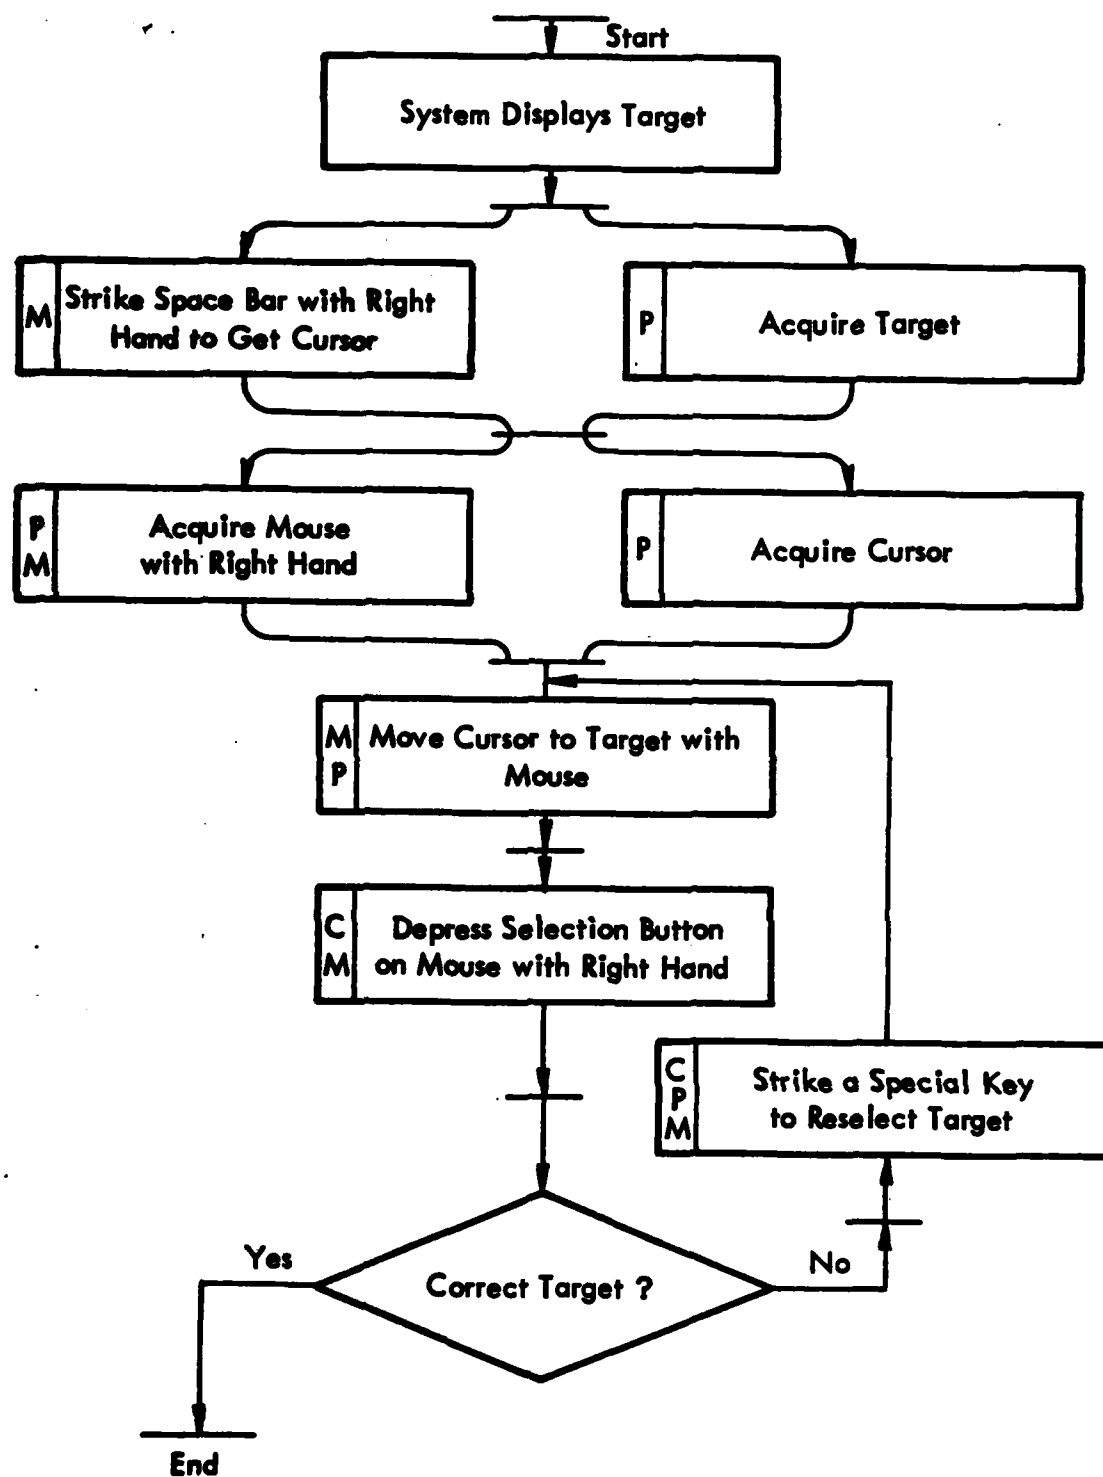 Start
System Displays Target
M
Strike Space Bar with Right
Hand to Get Cursor
P
Acquire Target
P
M
Acquire Mouse
with Right Hand
P
Acquire Cursor
M
P
Move Cursor to Target with
Mouse
C
M
Depress Selection Button
on Mouse with Right Hand
C
P
M
Strike a Special Key
to Reselect Target
Yes
No
Correct Target ?
End